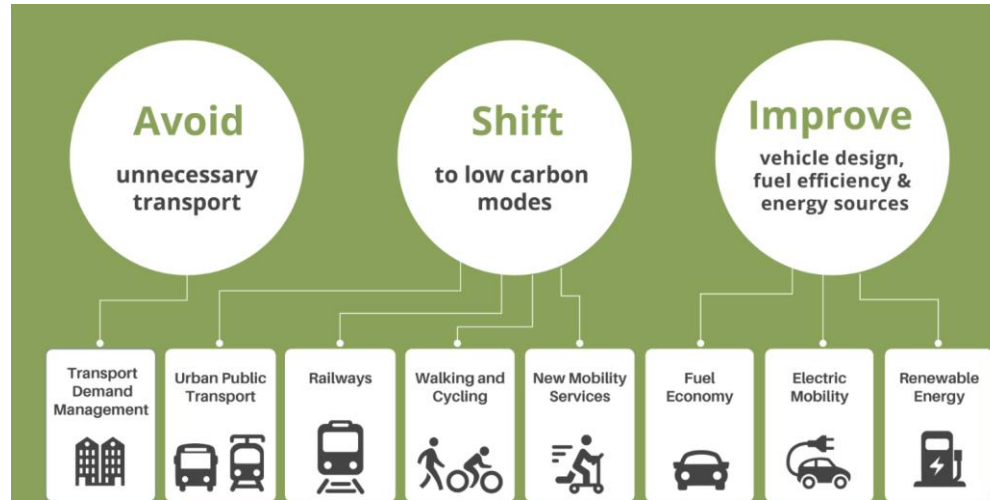 Avoid
unnecessary
transport
Shift
to low carbon
modes
Improve
vehicle design,
fuel efficiency &
energy sources
Transport
Demand
Management
Urban Public
Transport
Railways
Walking and
Cycling
New Mobility
Services
Fuel
Economy
Electric
Mobility
Renewable
Energy